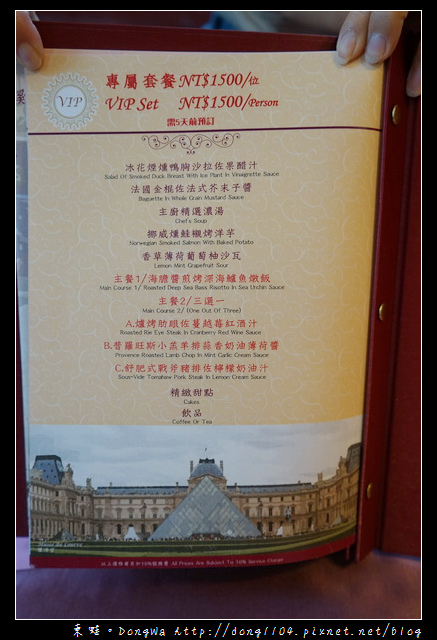 VIP
專屬套餐 NT$1500/位
VIP Set NT$1500/Person
需5天前預訂
冰花煙燻鴨胸沙拉佐果醋汁
Salad Of Smoked Duck Breast With Ice Plant In Vinaigrette Sauce
法國金棍佐法式芥末子醬
Baguette In Whole Grain Mustard Sauce
主廚精選濃湯
Chef's Soup
挪威燻鮭襯烤洋芋
Norwegian Smoked Salmon With Baked Potato
香草薄荷葡萄柚沙瓦
Lemon Mint Grapefruit Sour
主餐1/海膽醬煎烤深海鱸魚燉飯
Main Course 1/ Roasted Deep Sea Bass Risotto In Sea Urchin Sauce
主餐2/三選一
Main Course 2/ (One Out Of Three)
A.爐烤肋眼佐蔓越莓紅酒汁
Roasted Rie Eye Steak In Cranberry Red Wine Sauce
B.普羅旺斯小羔羊排蒜香奶油薄荷醬
Provence Roasted Lamb Chop In Mint Garlic Cream Sauce
C.舒肥式戰斧豬排佐檸檬奶油汁
Sous-Vide Tomahaw Pork Steak In Lemon Cream Sauce
精緻甜點
Cakes
飲品
Coffee Or Tea
Musee du Louvre
以上價格需另加10%服務費 All Prices Are Subject To 10% Service Charge
東蛙。DongWa http://dong1104.pixnet.net/blog